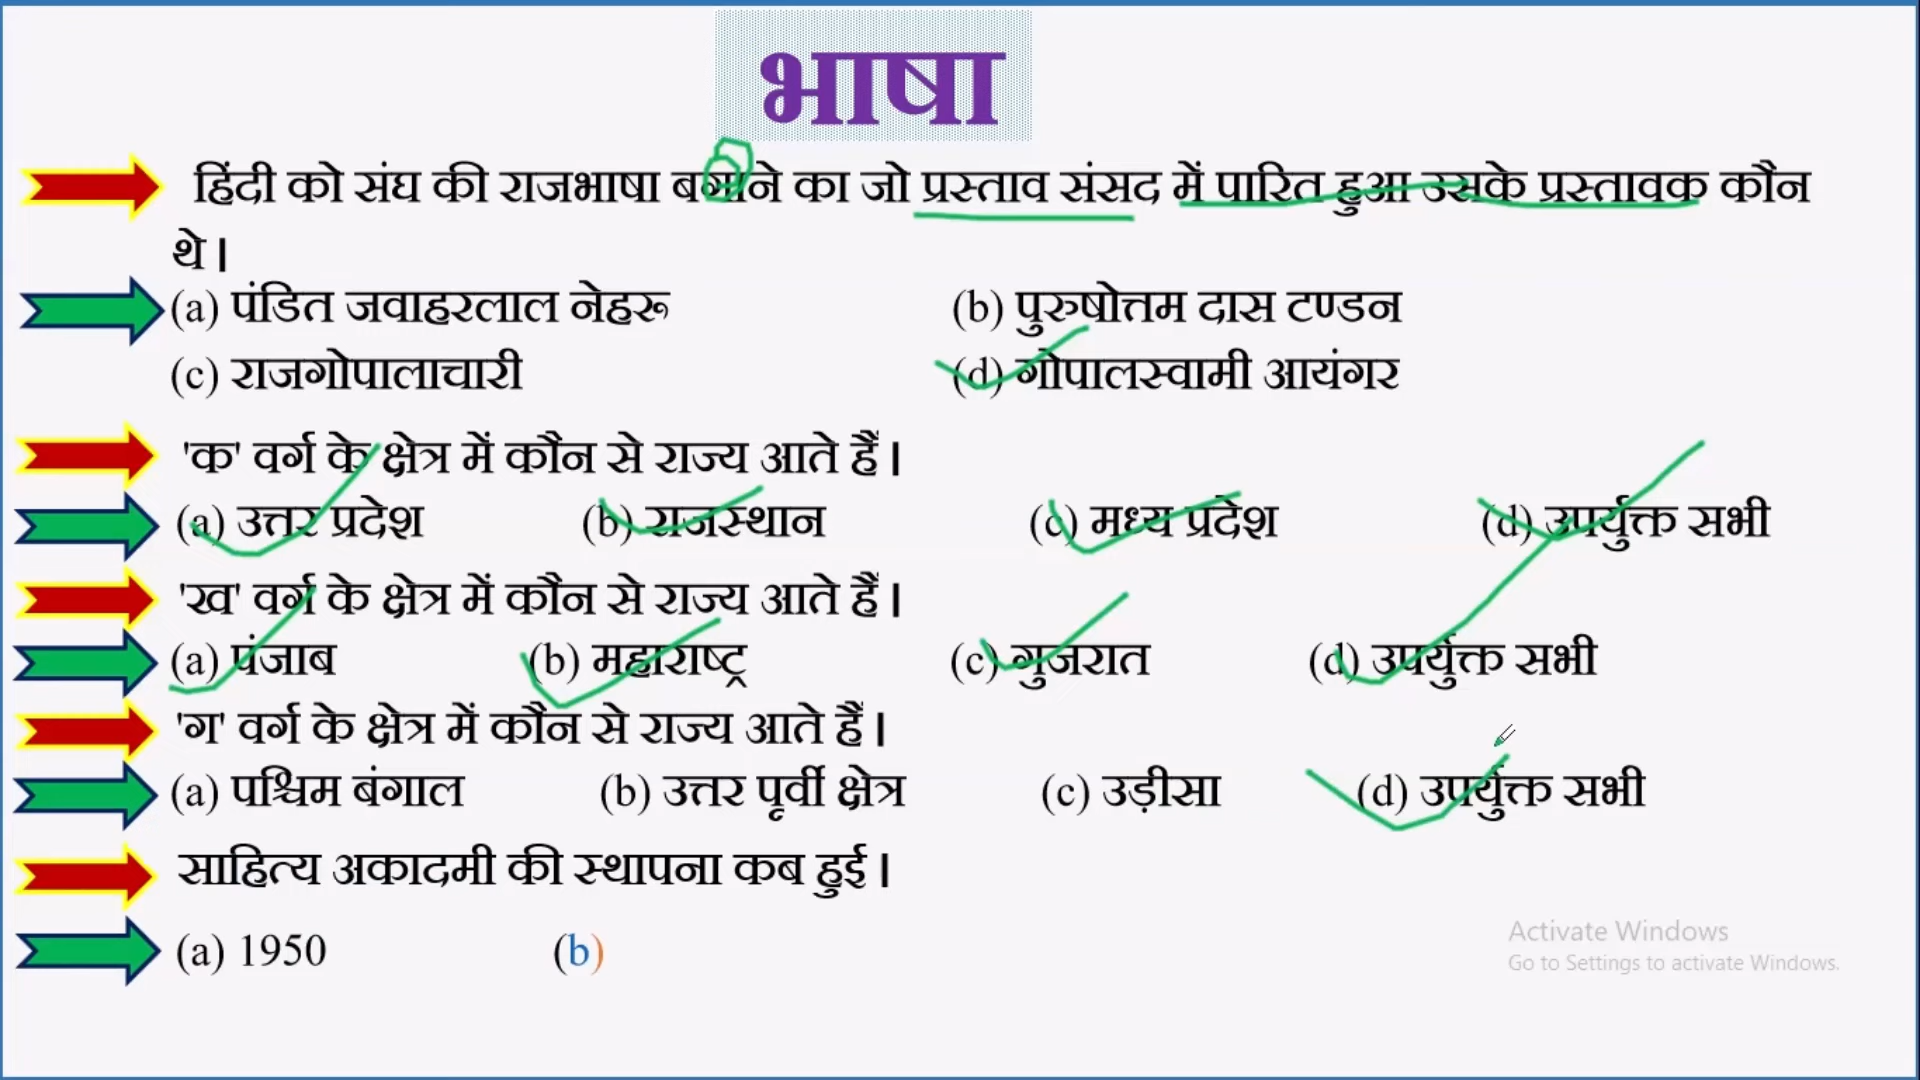 भाषा
हिंदी को संघ की राजभाषा बनाने का जो प्रस्ताव संसद में पारित हुआ उसके प्रस्तावक कौन
थे।
(a) पंडित जवाहरलाल नेहरू (b) पुरुषोत्तम दास टण्डन
(c) राजगोपालाचारी (d) गोपालस्वामी आयंगर
'क' वर्ग के क्षेत्र में कौन से राज्य आते हैं।
(a) उत्तर प्रदेश (b) राजस्थान (c) मध्य प्रदेश (d) उपर्युक्त सभी
'ख' वर्ग के क्षेत्र में कौन से राज्य आते हैं।
(a) पंजाब (b) महाराष्ट्र (c) गुजरात (d) उपर्युक्त सभी
'ग' वर्ग के क्षेत्र में कौन से राज्य आते हैं।
(a) पश्चिम बंगाल (b) उत्तर पूर्वी क्षेत्र (c) उड़ीसा (d) उपर्युक्त सभी
साहित्य अकादमी की स्थापना कब हुई।
(a) 1950 (b)
Activate Windows
Go to Settings to activate Windows.